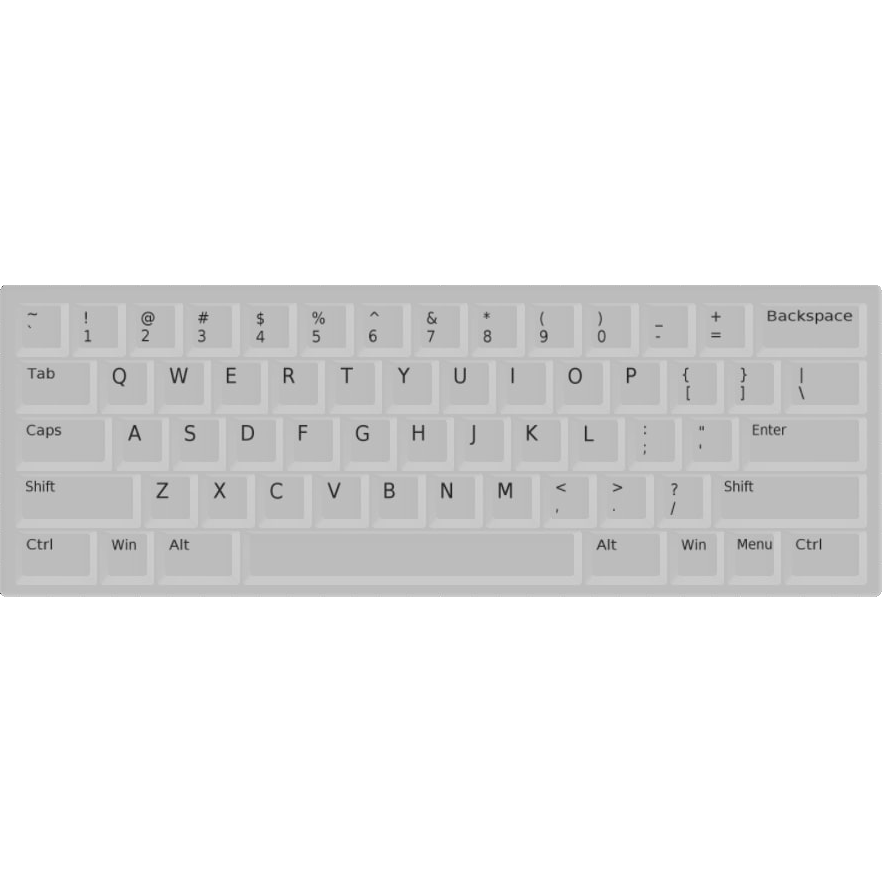 ~ ! @ # $ % ^ & * ( ) _ + Backspace
` 1 2 3 4 5 6 7 8 9 0 - =
Tab Q W E R T Y U I O P { } |
[ ] \
Caps A S D F G H J K L : " Enter
; '
Shift Z X C V B N M < > ? Shift
, . /
Ctrl Win Alt Alt Win Menu Ctrl